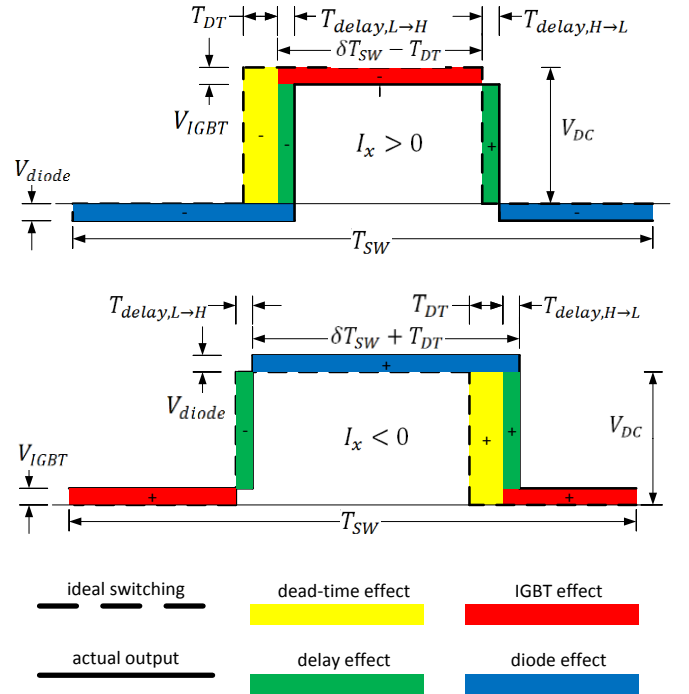 T_DT
T_delay,L→H
T_delay,H→L
δT_SW − T_DT
-
V_IGBT
-
-
I_x > 0
+
V_DC
V_diode
-
-
T_SW
T_delay,L→H
T_DT
T_delay,H→L
δT_SW + T_DT
+
V_diode
-
I_x < 0
+
+
V_DC
V_IGBT
+
+
T_SW
ideal switching
dead-time effect
IGBT effect
actual output
delay effect
diode effect